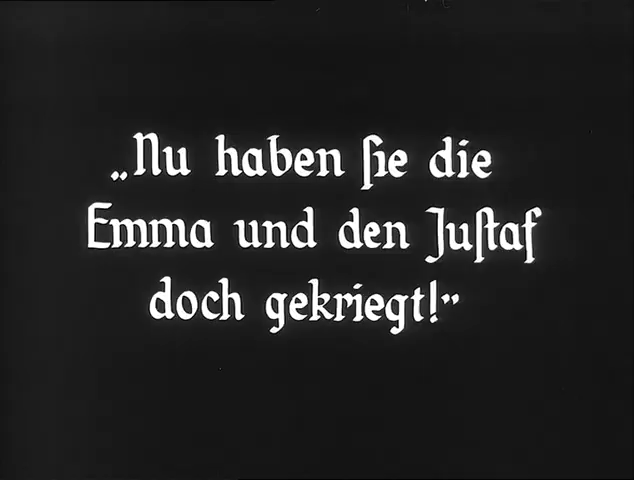 „Nu haben ſie die
Emma und den Juſtaf
doch gekriegt!“